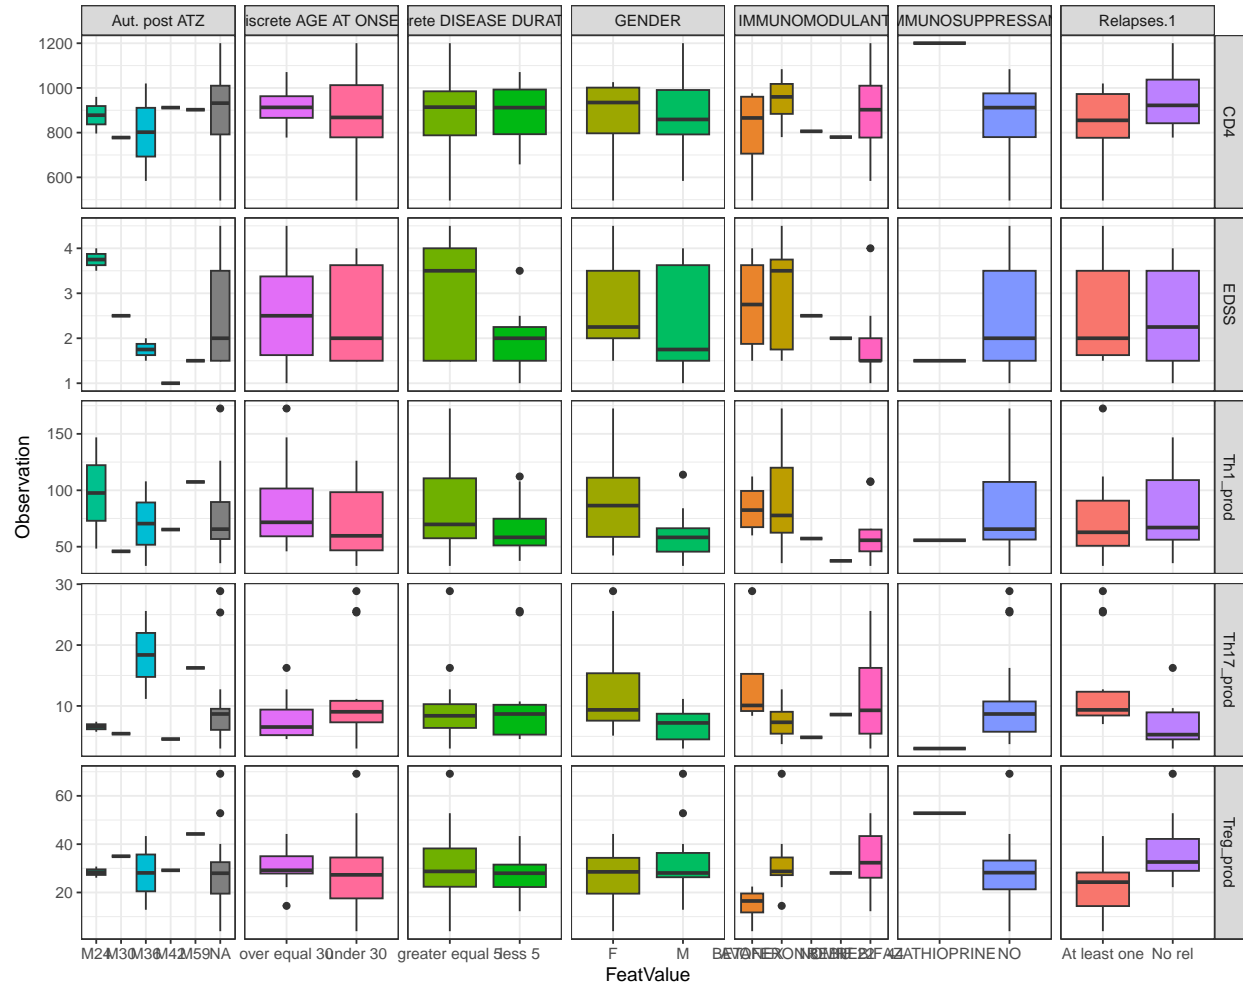 Aut. post ATZ
iscrete AGE AT ONSE
rete DISEASE DURAT
GENDER
IMMUNOMODULANT
MMUNOSUPPRESSAN
Relapses.1
1200
1000
800
600
CD4
4
3
2
1
EDSS
150
100
50
Th1_prod
30
20
10
Th17_prod
60
40
20
Treg_prod
M24 M30 M36 M42 M59 NA
over equal 30 under 30
greater equal 5 less 5
F M
NO
At least one No rel
FeatValue
Observation